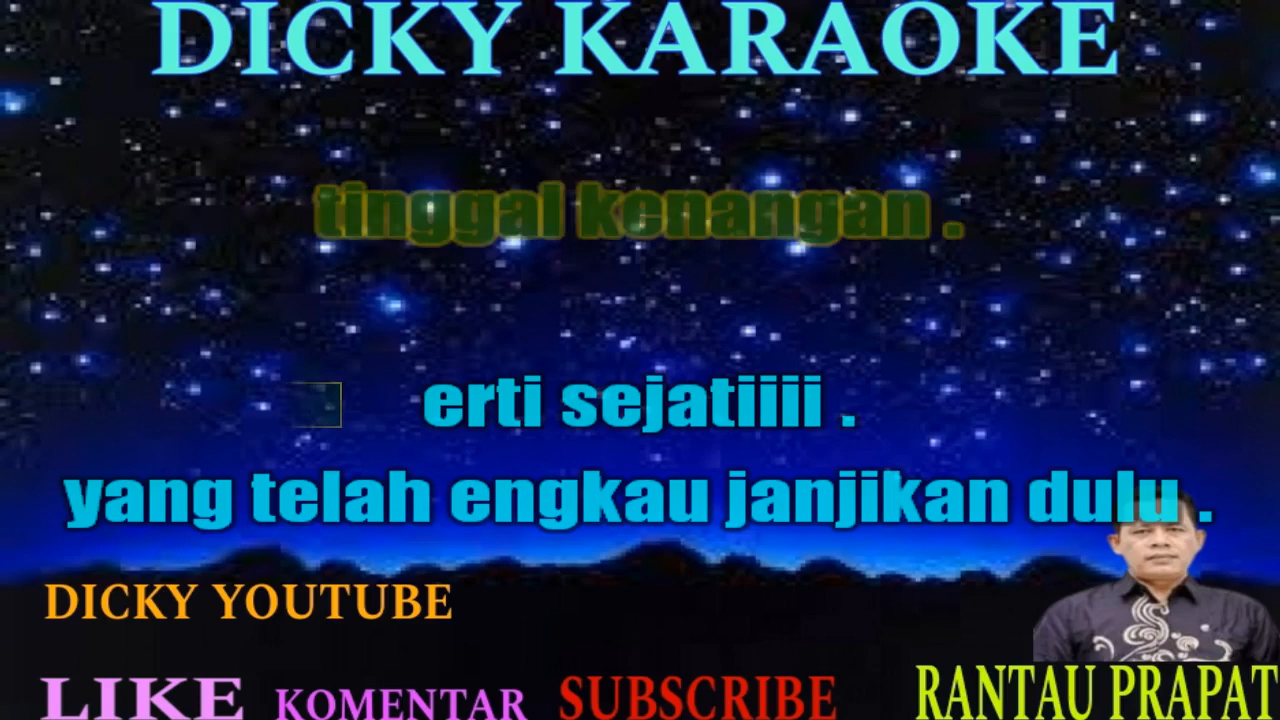 DICKY KARAOKE
tinggal kenangan .
erti sejatiiii .
yang telah engkau janjikan dulu .
DICKY YOUTUBE
LIKE KOMENTAR SUBSCRIBE RANTAU PRAPAT